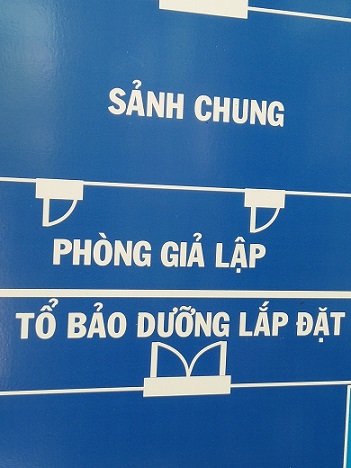 SẢNH CHUNG
PHÒNG GIẢ LẬP
TỔ BẢO DƯỠNG LẮP ĐẶT